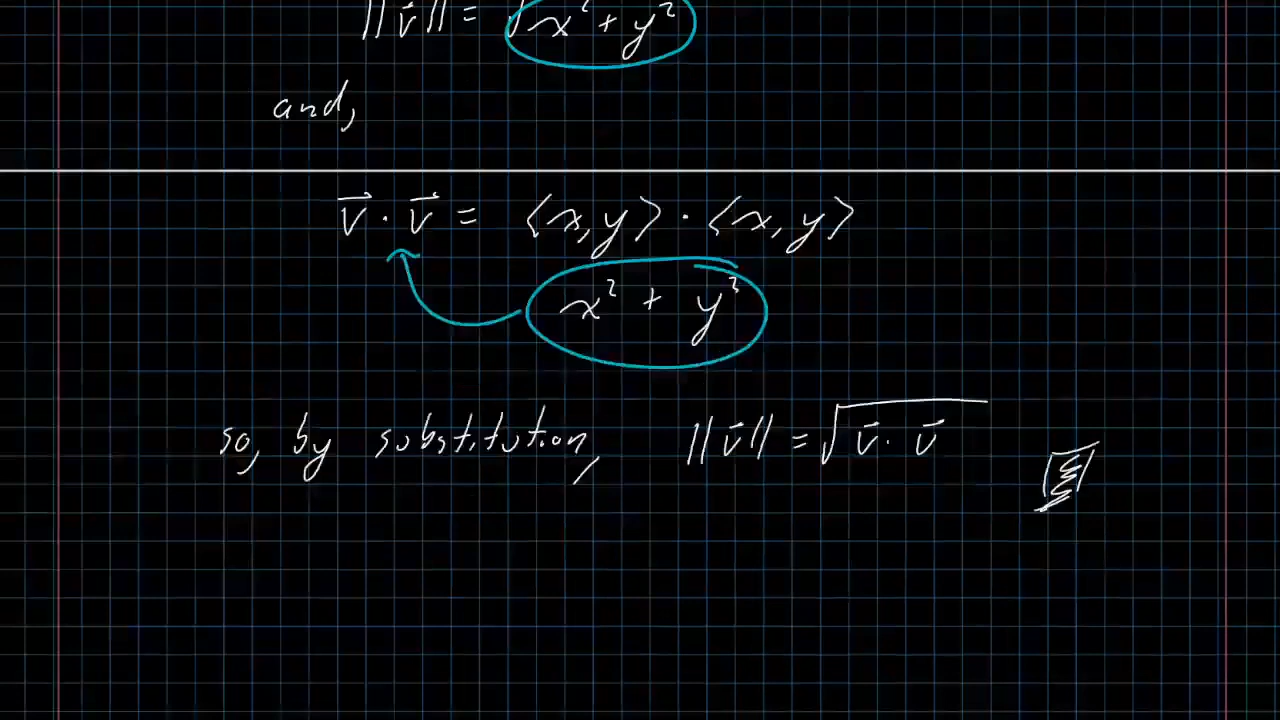 ||v⃗|| = √x² + y²
and,
v⃗ · v⃗ = ⟨x, y⟩ · ⟨x, y⟩
x² + y²
so, by substitution, ||v⃗|| = √v⃗ · v⃗